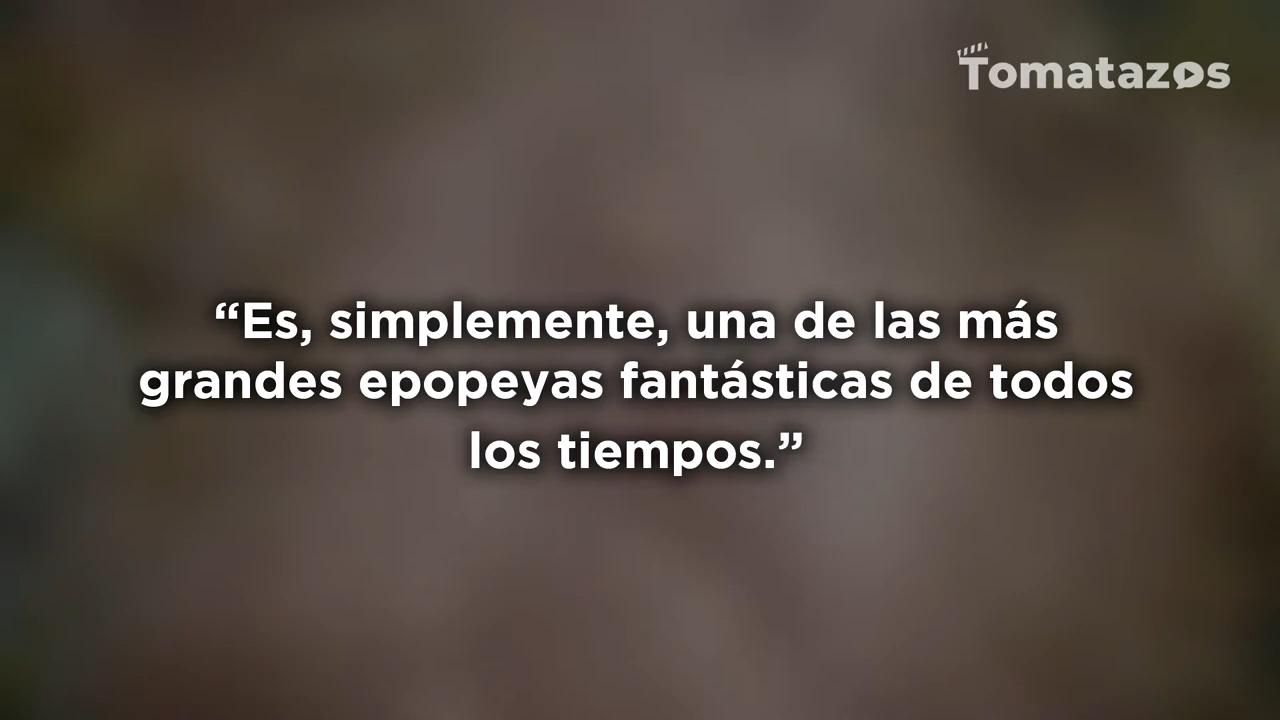 Tomatazos
“Es, simplemente, una de las más
grandes epopeyas fantásticas de todos
los tiempos.”